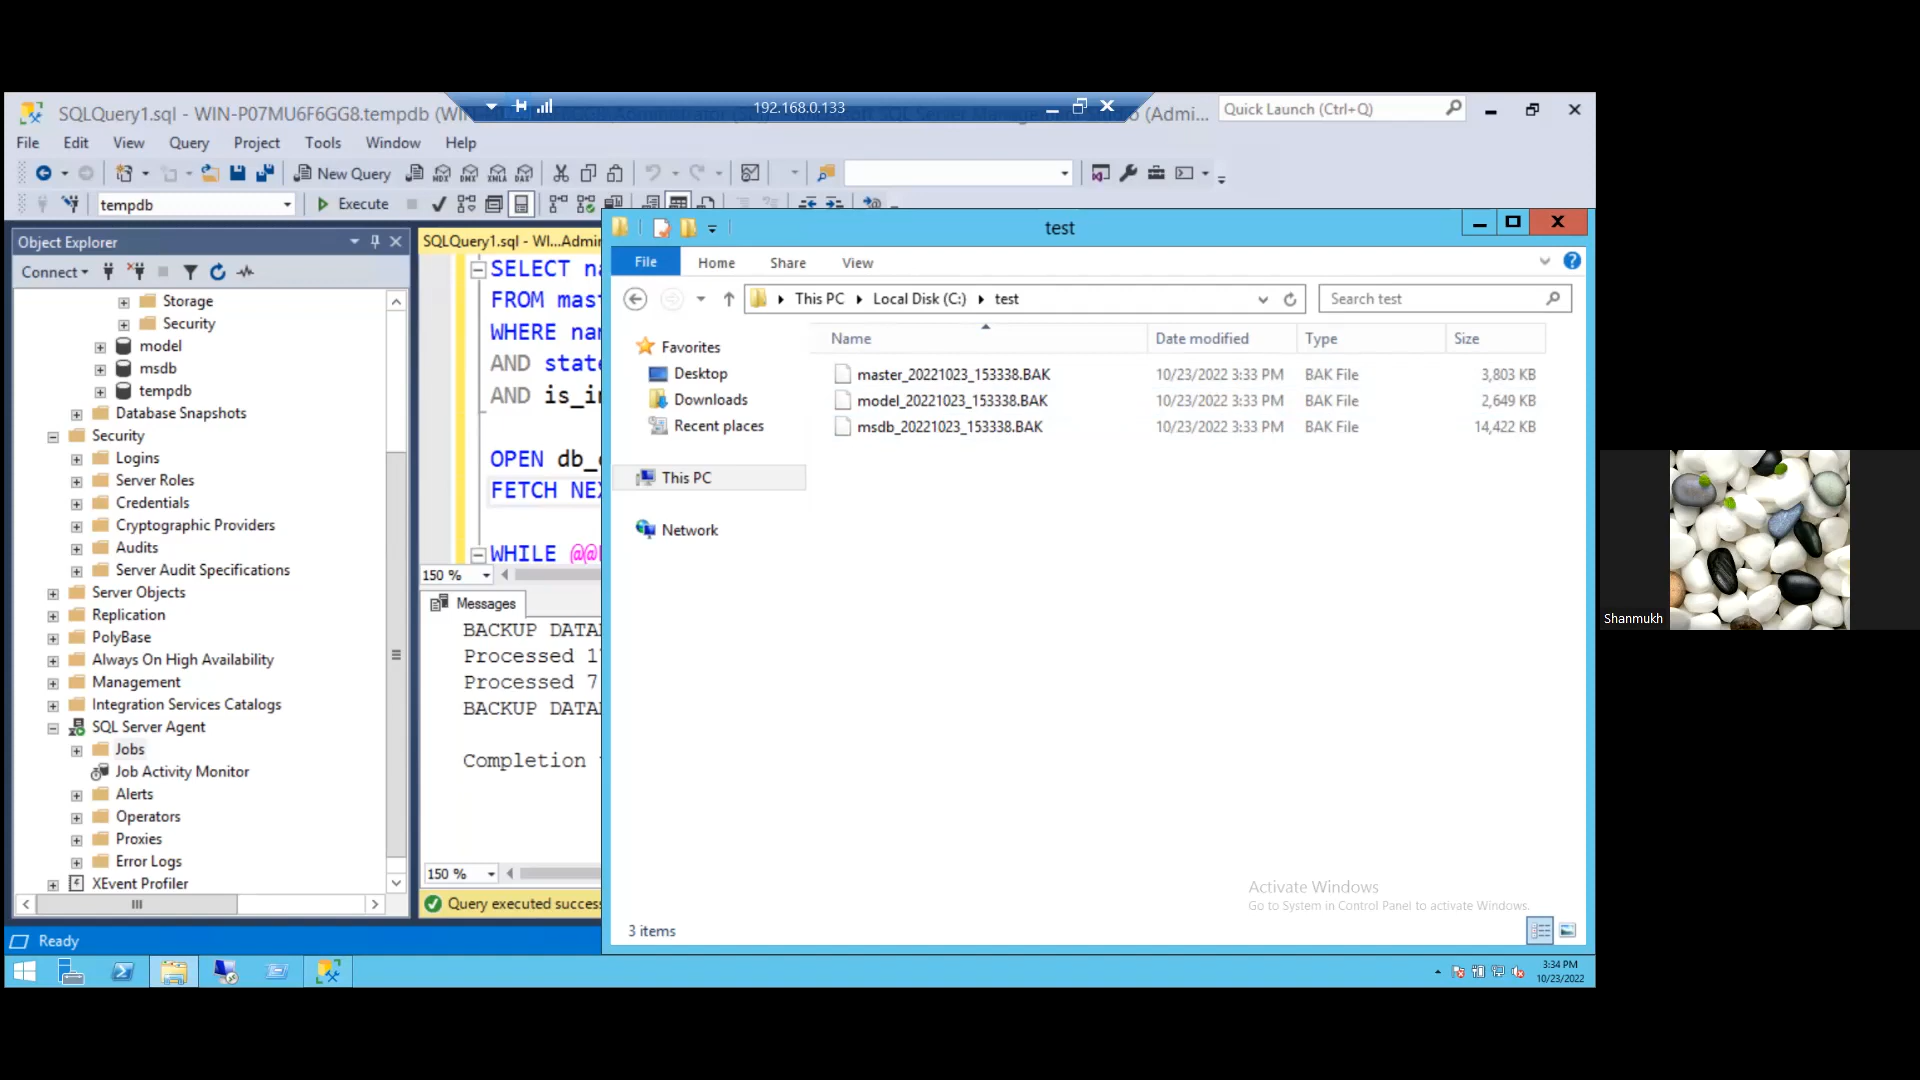 SQLQuery1.sql - WIN-P07MU6F6GG8.tempdb (WIN
192.168.0.133
(Admi...
Quick Launch (Ctrl+Q)
File Edit View Query Project Tools Window Help
New Query
MDX DMX XMLA DAX
tempdb
Execute
Object Explorer
Connect
Storage
Security
model
msdb
tempdb
Database Snapshots
Security
Logins
Server Roles
Credentials
Cryptographic Providers
Audits
Server Audit Specifications
Server Objects
Replication
PolyBase
Always On High Availability
Management
Integration Services Catalogs
SQL Server Agent
Jobs
Job Activity Monitor
Alerts
Operators
Proxies
Error Logs
XEvent Profiler
Ready
SQLQuery1.sql - WI...Admi
SELECT
FROM
WHERE
AND
AND
OPEN
FETCH
WHILE
150 %
Messages
BACKUP
Processed
Processed 7
BACKUP
Completion
150 %
Query executed
test
File Home Share View
This PC Local Disk (C:) test
Search test
Favorites
Desktop
Downloads
Recent places
This PC
Network
Name Date modified Type Size
master_20221023_153338.BAK 10/23/2022 3:33 PM BAK File 3,803 KB
model_20221023_153338.BAK 10/23/2022 3:33 PM BAK File 2,649 KB
msdb_20221023_153338.BAK 10/23/2022 3:33 PM BAK File 14,422 KB
Activate Windows
Go to System in Control Panel to activate Windows.
3 items
3:34 PM
10/23/2022
Shanmukh